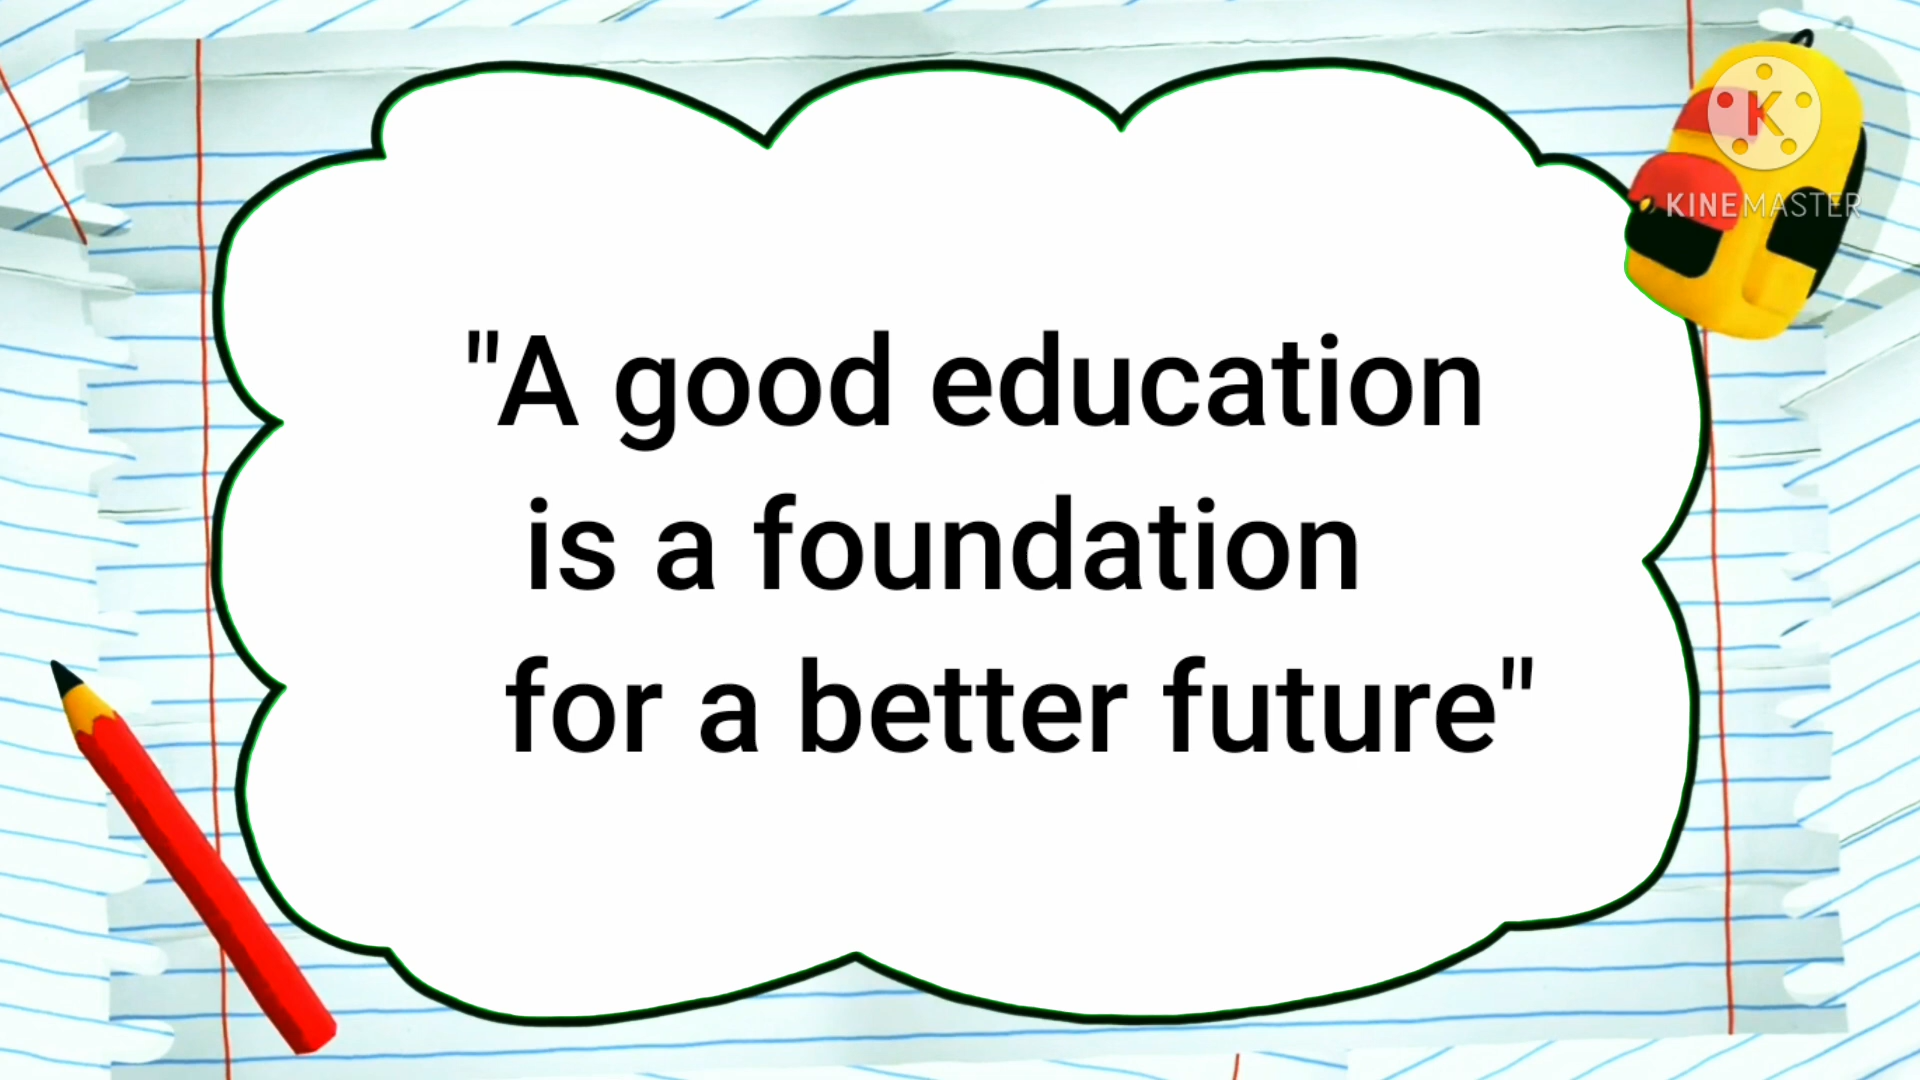 K
KINEMASTER
"A good education
is a foundation
for a better future"